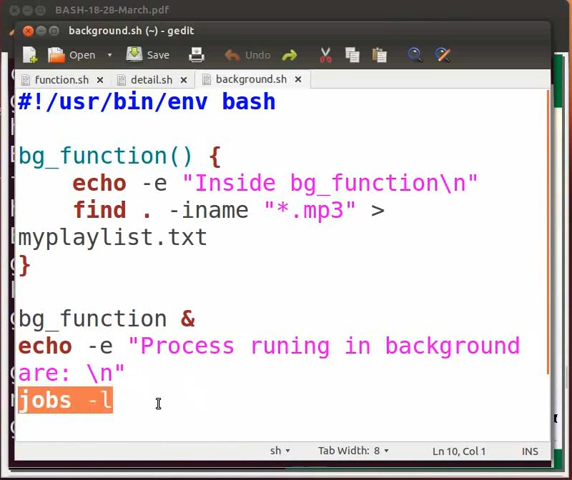 BASH-18-28-March.pdf
background.sh (~) - gedit
Open Save Undo
function.sh detail.sh background.sh
#!/usr/bin/env bash
bg_function() {
echo -e "Inside bg_function\n"
find . -iname "*.mp3" >
myplaylist.txt
}
bg_function &
echo -e "Process runing in background
are: \n"
jobs -l
sh Tab Width: 8 Ln 10, Col 1 INS